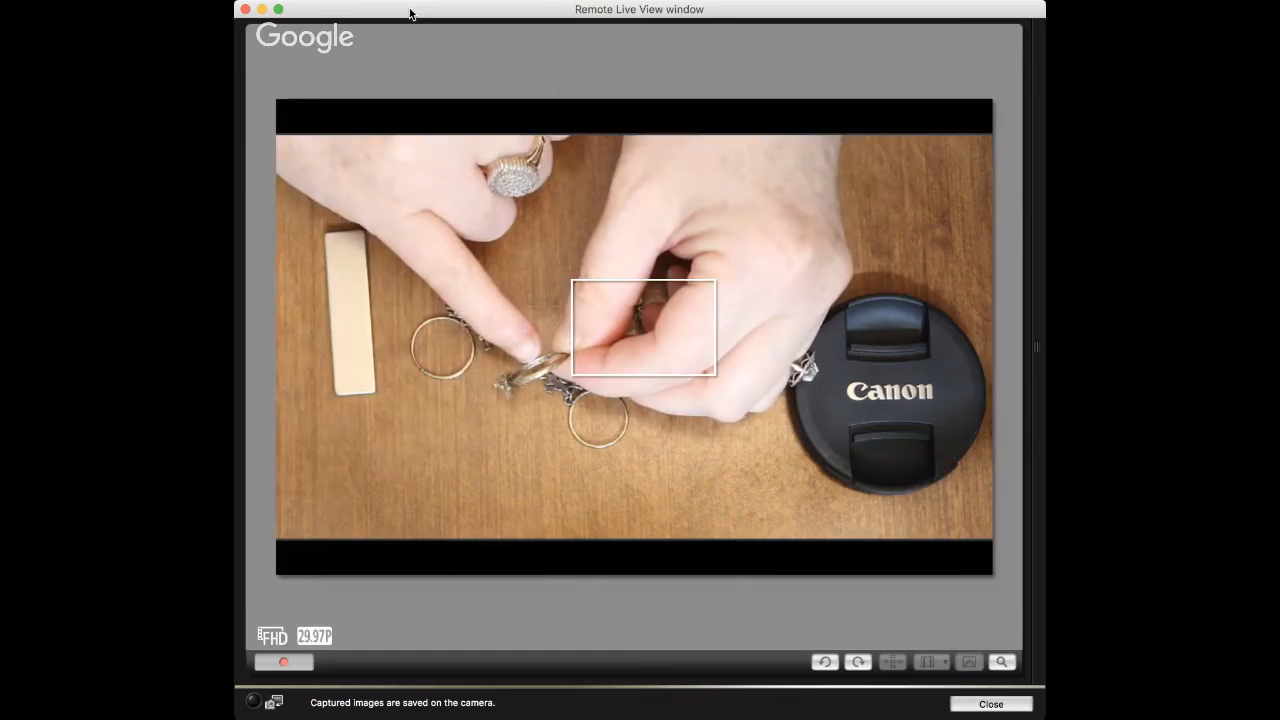 Remote Live View window
Google
Canon
FHD 29.97P
Captured images are saved on the camera.
Close